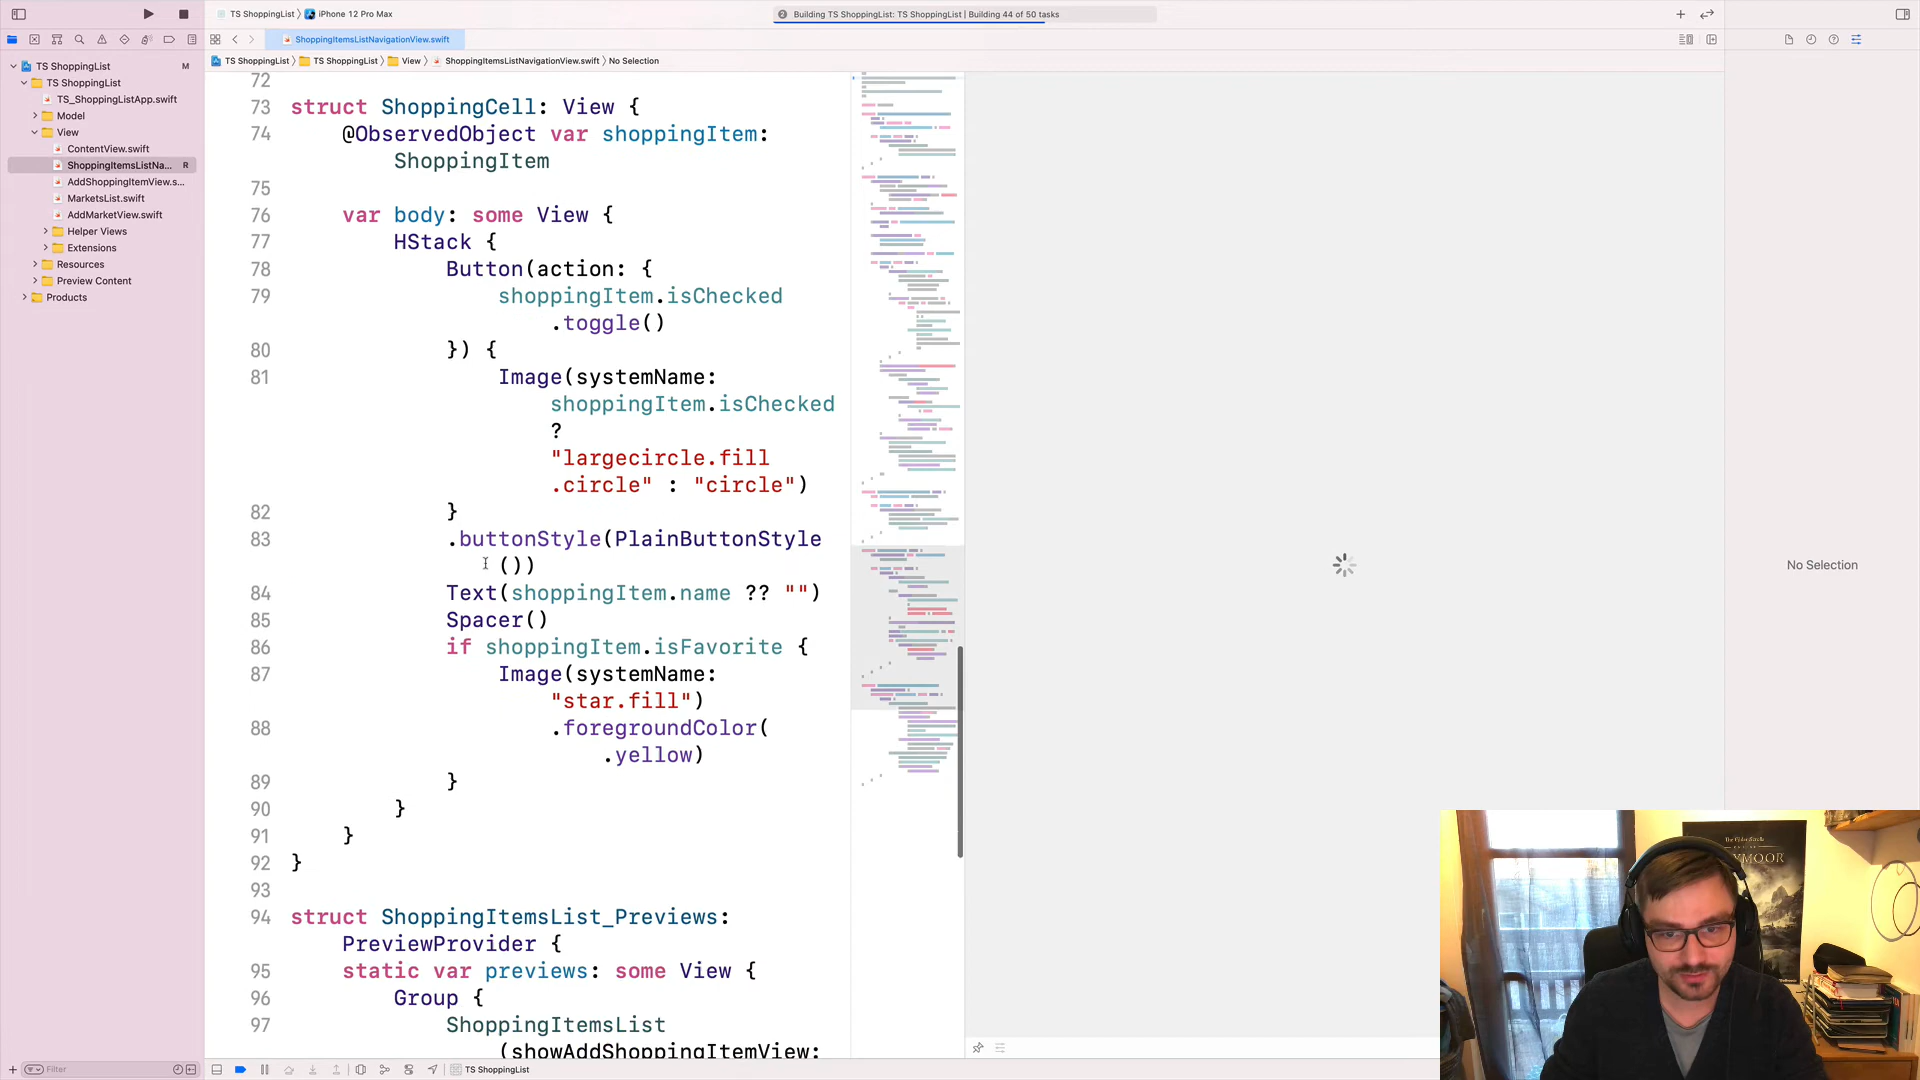 TS ShoppingList
iPhone 12 Pro Max
2
Building TS ShoppingList: TS ShoppingList | Building 44 of 50 tasks
ShoppingItemsListNavigationView.swift
TS ShoppingList
TS ShoppingList
View
ShoppingItemsListNavigationView.swift
No Selection
TS ShoppingList
M
TS ShoppingList
TS_ShoppingListApp.swift
Model
View
ContentView.swift
ShoppingItemsListNa...
R
AddShoppingItemView.s...
MarketsList.swift
AddMarketView.swift
Helper Views
Extensions
Resources
Preview Content
Products
72
73 struct ShoppingCell: View {
74 @ObservedObject var shoppingItem:
ShoppingItem
75
76 var body: some View {
77 HStack {
78 Button(action: {
79 shoppingItem.isChecked
.toggle()
80 }) {
81 Image(systemName:
shoppingItem.isChecked
?
"largecircle.fill
.circle" : "circle")
82 }
83 .buttonStyle(PlainButtonStyle
())
84 Text(shoppingItem.name ?? "")
85 Spacer()
86 if shoppingItem.isFavorite {
87 Image(systemName:
"star.fill")
88 .foregroundColor(
.yellow)
89 }
90 }
91 }
92 }
93
94 struct ShoppingItemsList_Previews:
PreviewProvider {
95 static var previews: some View {
96 Group {
97 ShoppingItemsList
(showAddShoppingItemView:
No Selection
The Elder Scrolls
Filter
TS ShoppingList